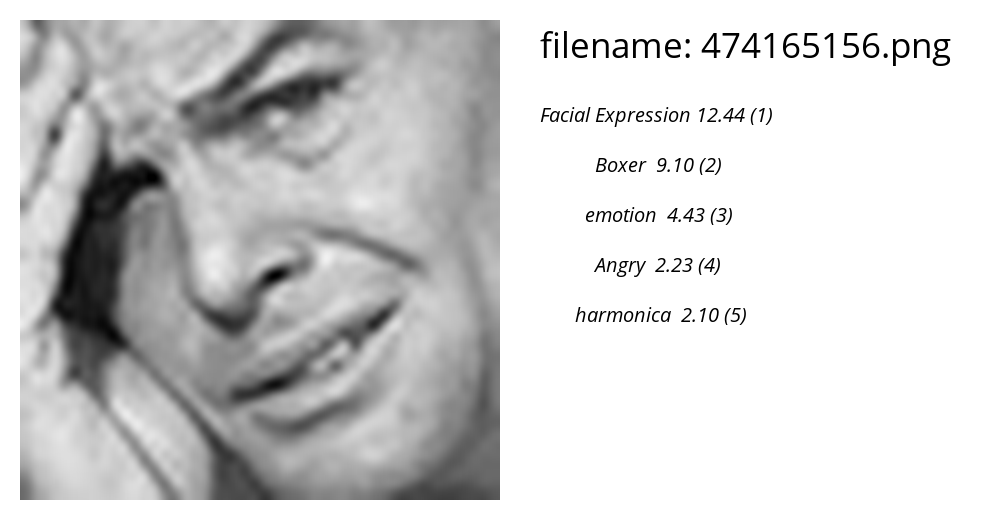 filename: 474165156.png
Facial Expression 12.44 (1)
Boxer 9.10 (2)
emotion 4.43 (3)
Angry 2.23 (4)
harmonica 2.10 (5)